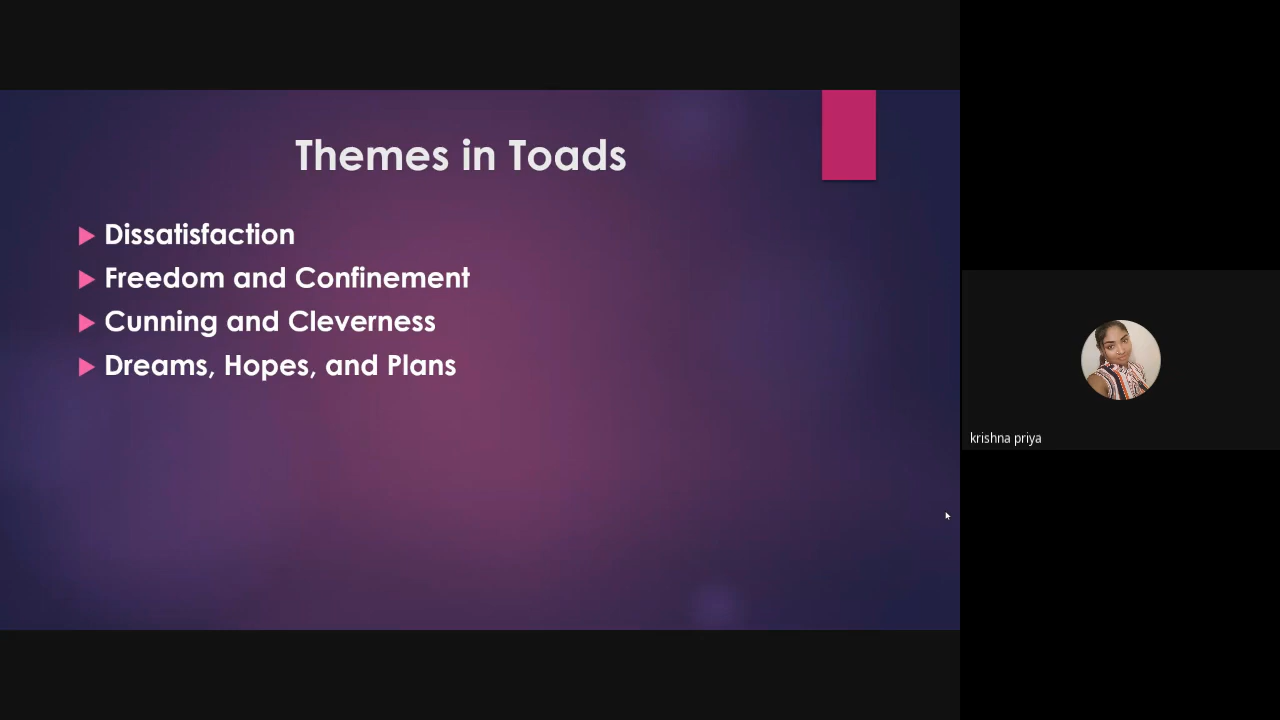 Themes in Toads
Dissatisfaction
Freedom and Confinement
Cunning and Cleverness
Dreams, Hopes, and Plans
krishna priya